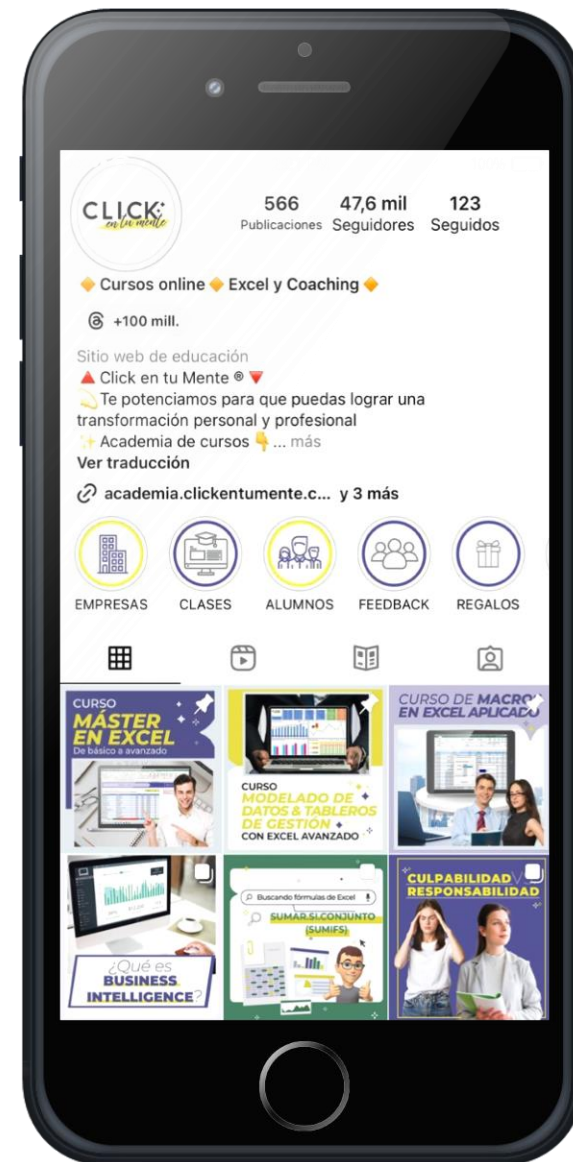 CLICK
en tu mente
566 47,6 mil 123
Publicaciones Seguidores Seguidos
🔸 Cursos online 🔸 Excel y Coaching 🔸
+100 mill.
Sitio web de educación
🔺 Click en tu Mente ® 🔻
💫 Te potenciamos para que puedas lograr una
transformación personal y profesional
✨ Academia de cursos 👇 ... más
Ver traducción
academia.clickentumente.c... y 3 más
EMPRESAS CLASES ALUMNOS FEEDBACK REGALOS
CURSO
MÁSTER
EN EXCEL
De básico a avanzado
CURSO
MODELADO DE
DATOS & TABLEROS
DE GESTIÓN
CON EXCEL AVANZADO
CURSO DE MACROS
EN EXCEL APLICADO
¿Qué es
BUSINESS
INTELLIGENCE?
Buscando fórmulas de Excel
SUMAR.SI.CONJUNTO
(SUMIFS)
CULPABILIDAD
RESPONSABILIDAD